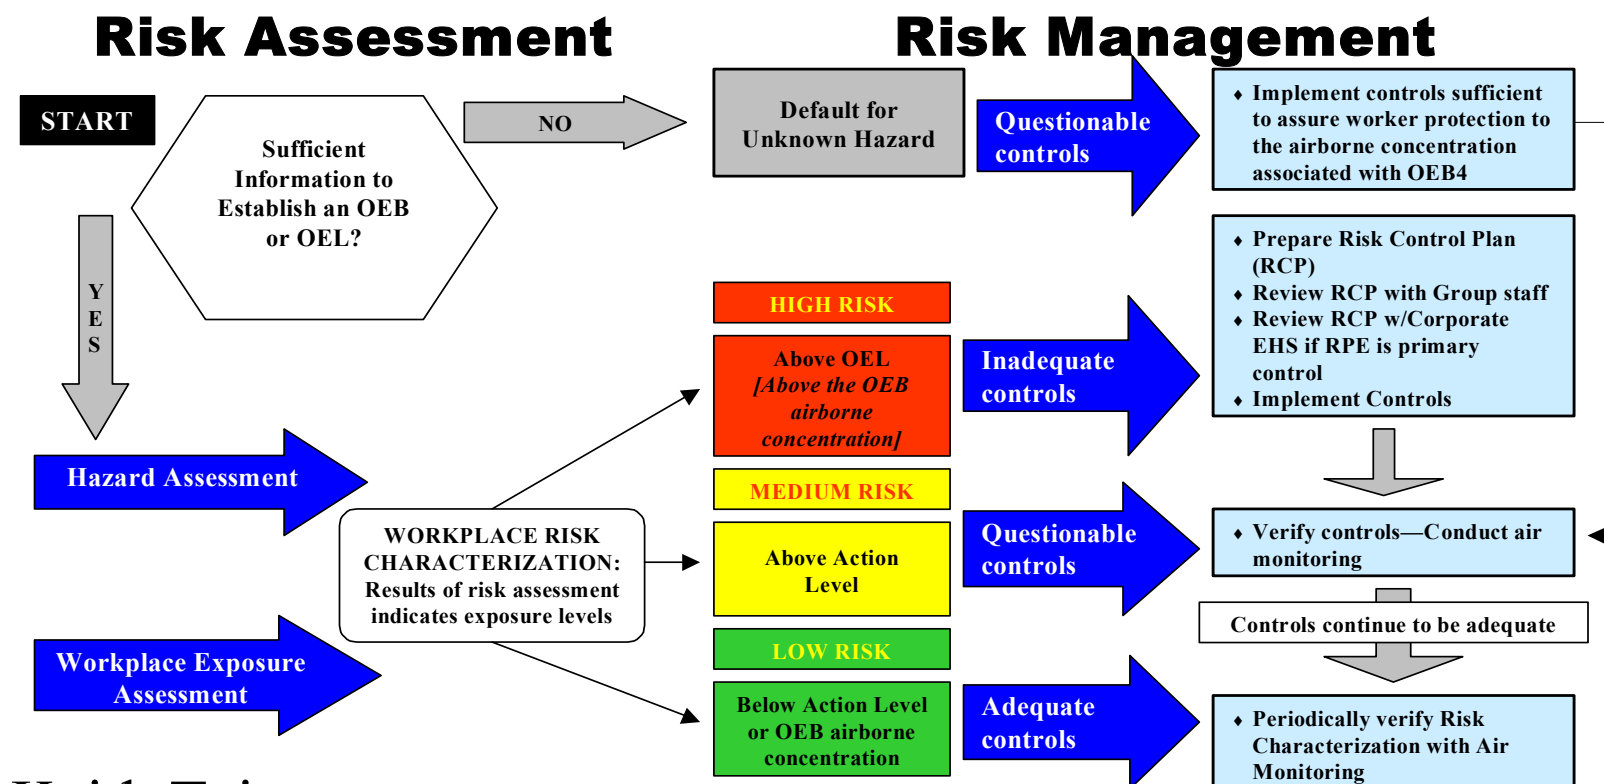 Risk Assessment
Risk Management
START
Sufficient
Information to
Establish an OEB
or OEL?
NO
Default for
Unknown Hazard
Questionable
controls
♦ Implement controls sufficient
to assure worker protection to
the airborne concentration
associated with OEB4
Y
E
S
♦ Prepare Risk Control Plan
(RCP)
♦ Review RCP with Group staff
♦ Review RCP w/Corporate
EHS if RPE is primary
control
♦ Implement Controls
HIGH RISK
Above OEL
[Above the OEB
airborne
concentration]
Inadequate
controls
Hazard Assessment
WORKPLACE RISK
CHARACTERIZATION:
Results of risk assessment
indicates exposure levels
MEDIUM RISK
Above Action
Level
Questionable
controls
♦ Verify controls—Conduct air
monitoring
Controls continue to be adequate
Workplace Exposure
Assessment
LOW RISK
Below Action Level
or OEB airborne
concentration
Adequate
controls
♦ Periodically verify Risk
Characterization with Air
Monitoring